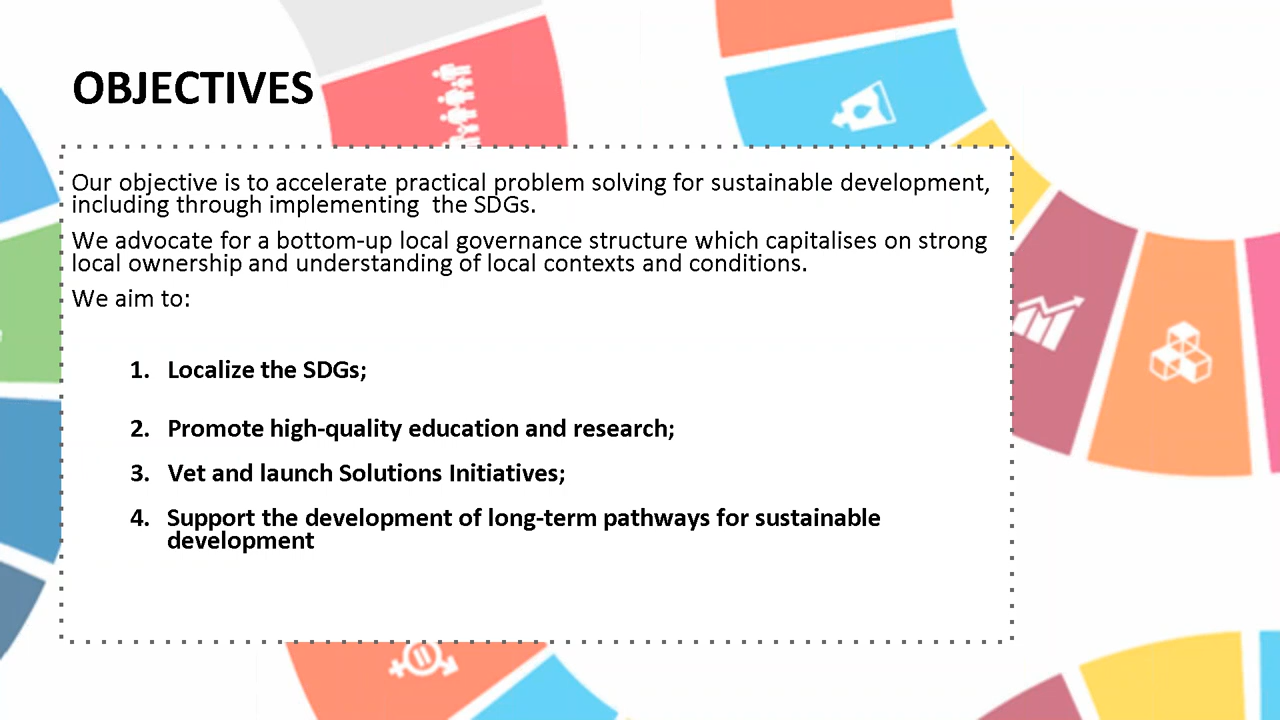 OBJECTIVES
Our objective is to accelerate practical problem solving for sustainable development,
including through implementing  the SDGs.
We advocate for a bottom-up local governance structure which capitalises on strong
local ownership and understanding of local contexts and conditions.
We aim to:
1. Localize the SDGs;
2. Promote high-quality education and research;
3. Vet and launch Solutions Initiatives;
4. Support the development of long-term pathways for sustainable
development